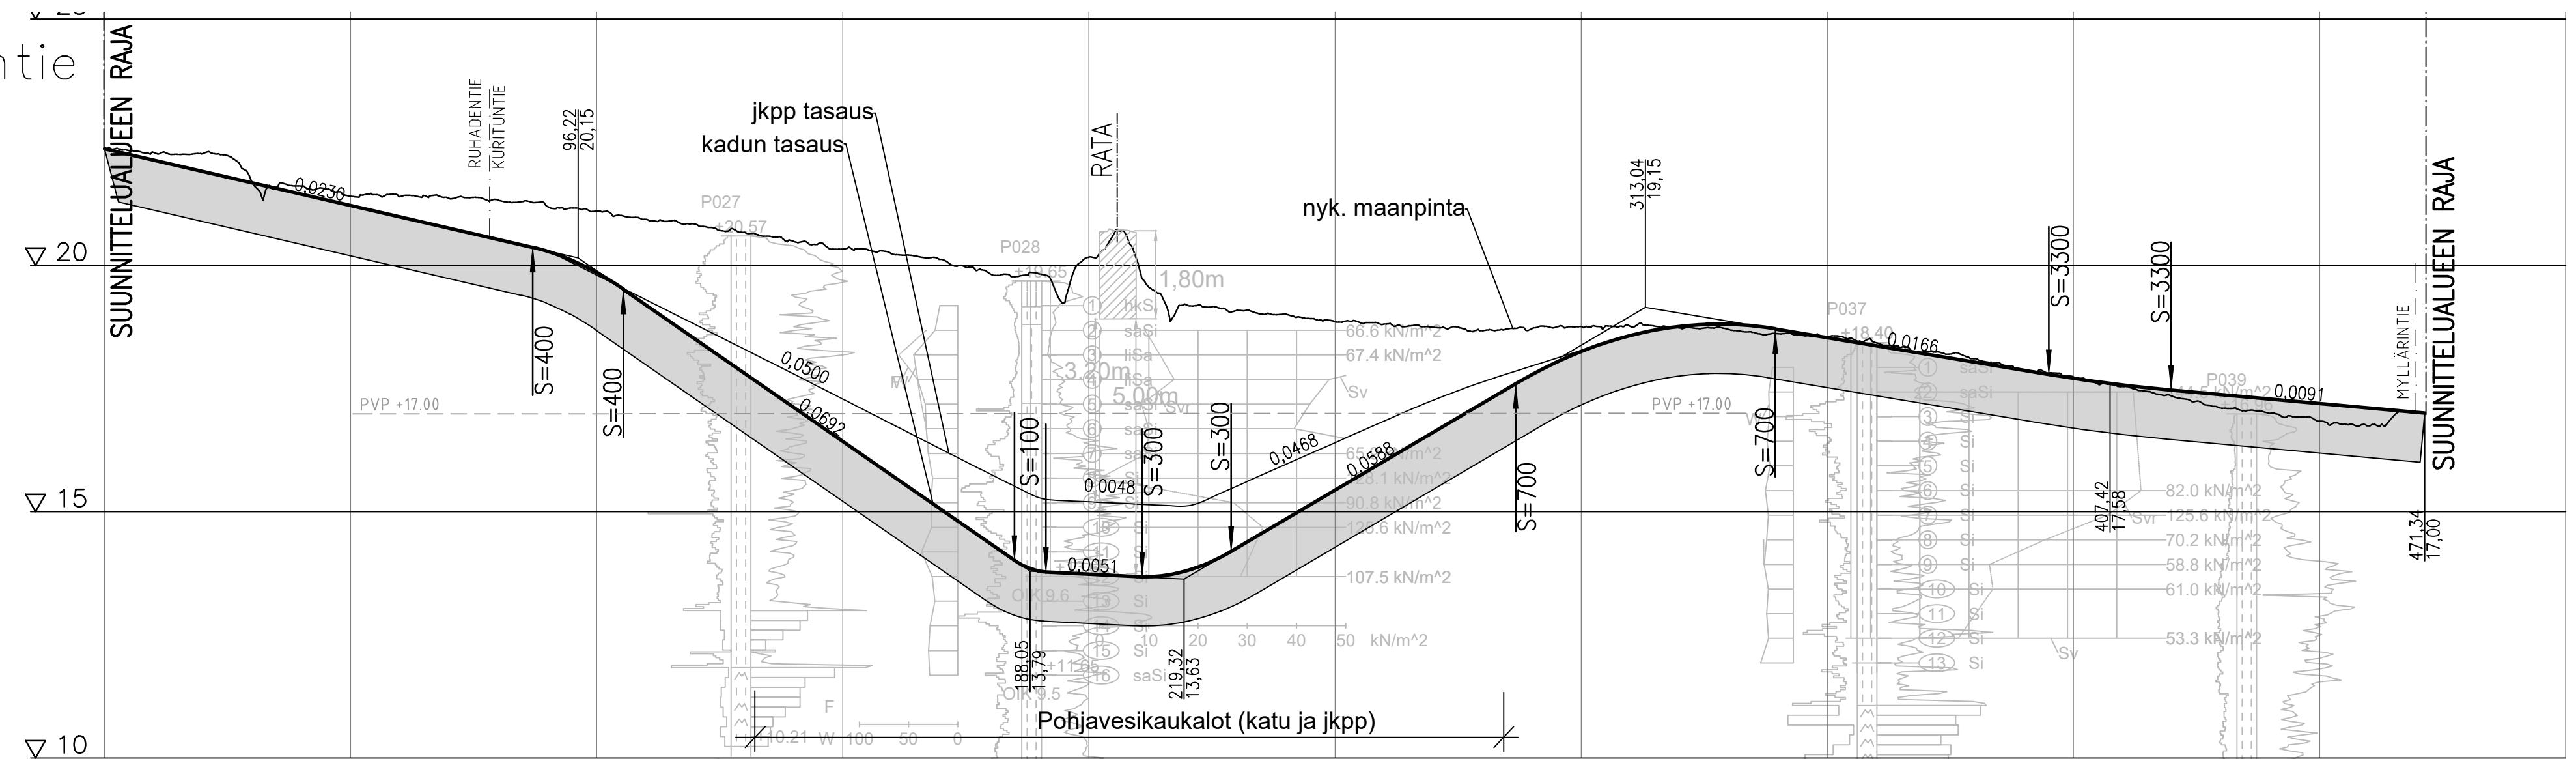 ntie
SUUNNITTELUALUEEN RAJA
RUHADENTIE
KURITUNTIE
96,22
20,15
jkpp tasaus
kadun tasaus
RATA
nyk. maanpinta
313,04
19,15
SUUNNITTELUALUEEN RAJA
MYLLÄRINTIE
0,0230
P027
+20.57
P028
1,80m
20
S=400
S=400
0,0500
0,0692
PVP +17.00
3.20m
5.00m
hkS
saSi
liSa
66.6 kN/m^2
67.4 kN/m^2
Sv
S=100
0.0048
S=300
S=300
0,0468
0,0588
90.8 kN/m^2
107.5 kN/m^2
S=700
S=700
PVP +17.00
P037
+18.40
0,0166
S=3300
S=3300
P039
0,0091
15
0,0051
407,42
17,58
471,34
17,00
82.0 kN/m^2
125.6 kN/m^2
70.2 kN/m^2
58.8 kN/m^2
61.0 kN/m^2
53.3 kN/m^2
Sv
188,05
13,79
219,32
13,63
10 20 30 40 50 kN/m^2
saSi
Pohjavesikaukalot (katu ja jkpp)
F
W 100 50 0
10